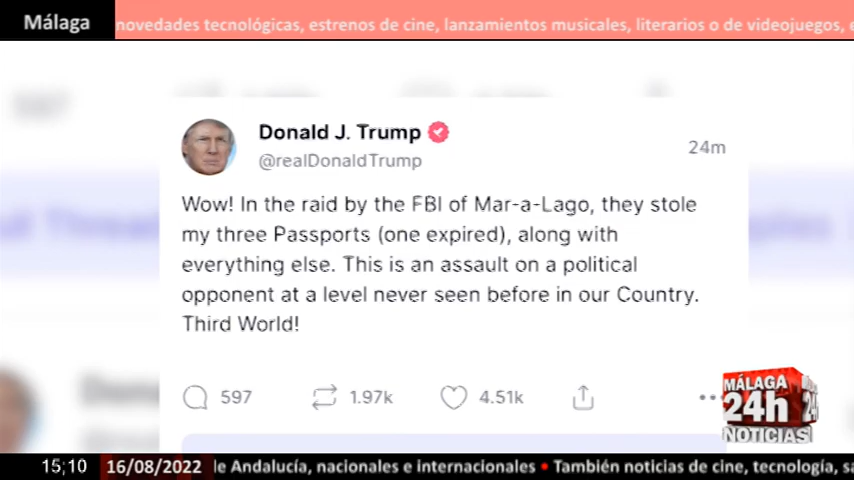 Málaga
novedades tecnológicas, estrenos de cine, lanzamientos musicales, literarios o de videojuegos, e
597
Donald J. Trump
@realDonaldTrump
24m
Wow! In the raid by the FBI of Mar-a-Lago, they stole
my three Passports (one expired), along with
everything else. This is an assault on a political
opponent at a level never seen before in our Country.
Third World!
597
1.97k
4.51k
MÁLAGA
24h
NOTICIAS
15:10
16/08/2022
le Andalucía, nacionales e internacionales • También noticias de cine, tecnología, sa